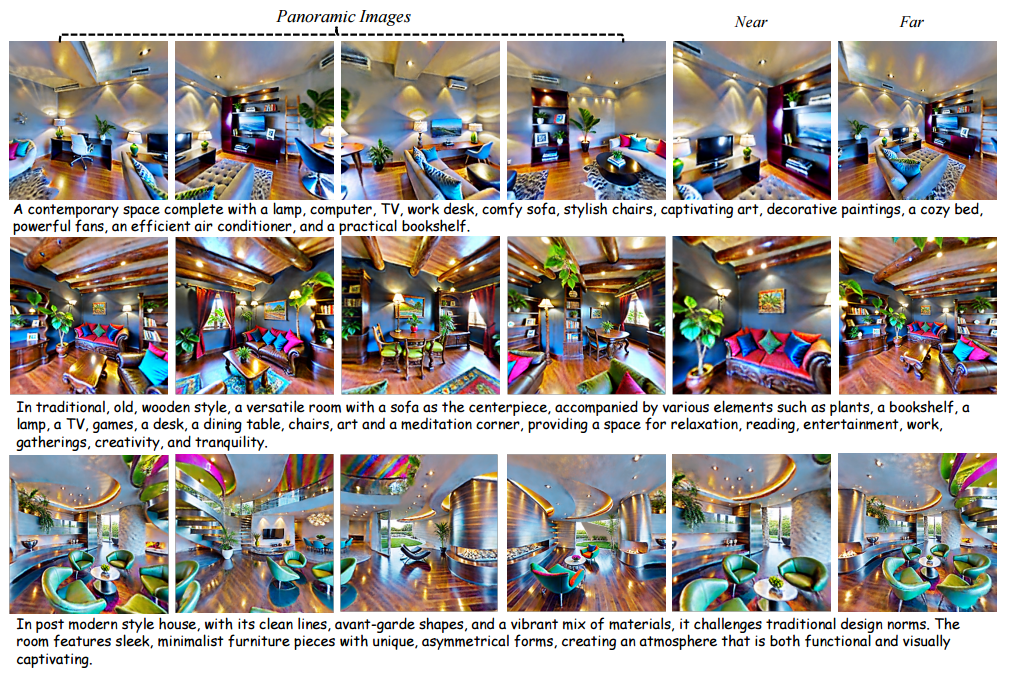 Panoramic Images
Near
Far
A contemporary space complete with a lamp, computer, TV, work desk, comfy sofa, stylish chairs, captivating art, decorative paintings, a cozy bed,
powerful fans, an efficient air conditioner, and a practical bookshelf.
In traditional, old, wooden style, a versatile room with a sofa as the centerpiece, accompanied by various elements such as plants, a bookshelf, a
lamp, a TV, games, a desk, a dining table, chairs, art and a meditation corner, providing a space for relaxation, reading, entertainment, work,
gatherings, creativity, and tranquility.
In post modern style house, with its clean lines, avant-garde shapes, and a vibrant mix of materials, it challenges traditional design norms. The
room features sleek, minimalist furniture pieces with unique, asymmetrical forms, creating an atmosphere that is both functional and visually
captivating.